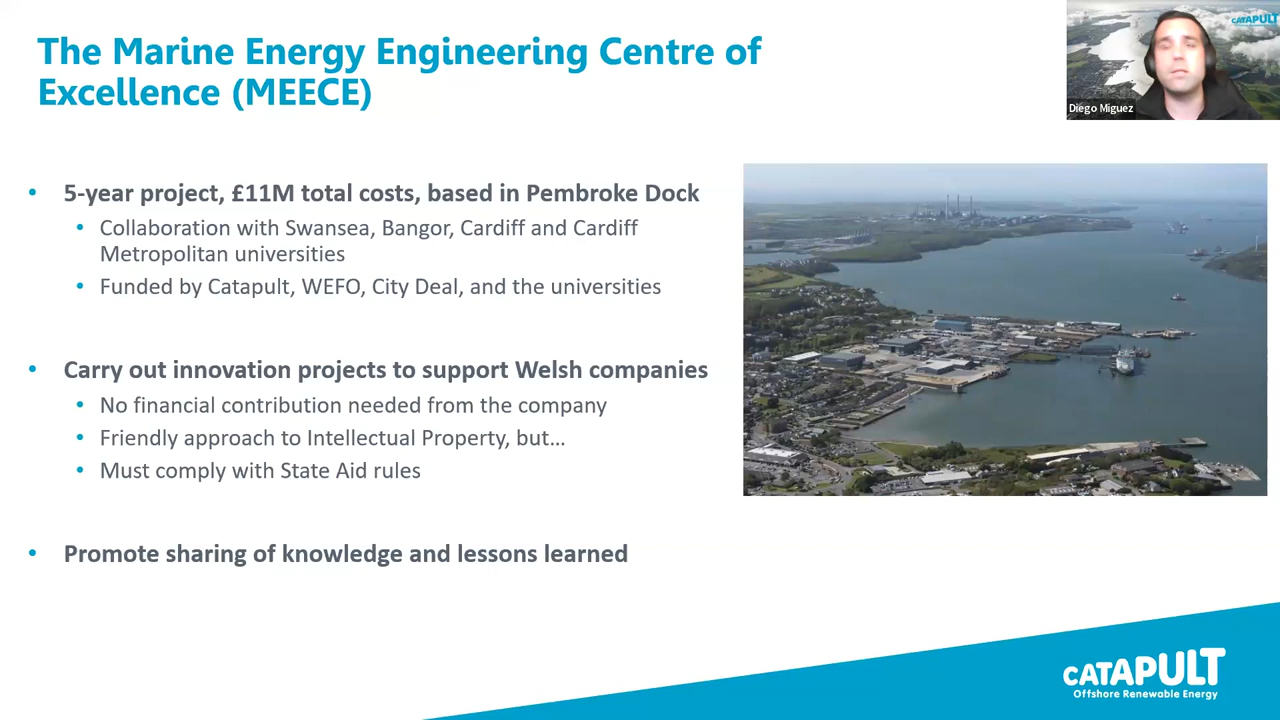 The Marine Energy Engineering Centre of
Excellence (MEECE)
CATAPULT
Diego Miguez
• 5-year project, £11M total costs, based in Pembroke Dock
• Collaboration with Swansea, Bangor, Cardiff and Cardiff
Metropolitan universities
• Funded by Catapult, WEFO, City Deal, and the universities
• Carry out innovation projects to support Welsh companies
• No financial contribution needed from the company
• Friendly approach to Intellectual Property, but...
• Must comply with State Aid rules
• Promote sharing of knowledge and lessons learned
CATAPULT
Offshore Renewable Energy